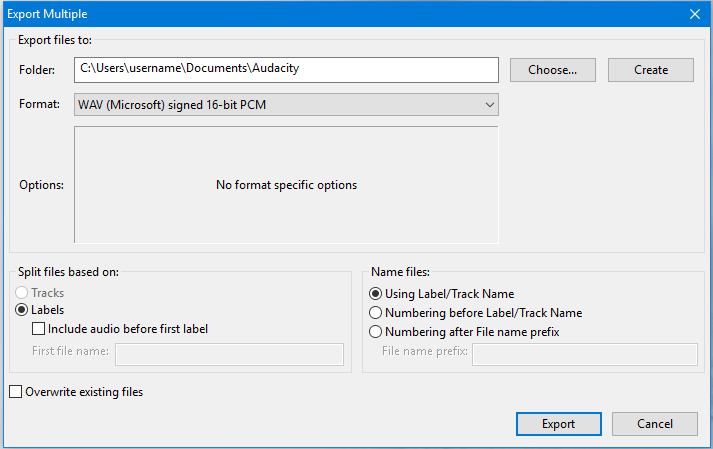 Export Multiple
Export files to:
Folder: C:\Users\username\Documents\Audacity Choose... Create
Format: WAV (Microsoft) signed 16-bit PCM
Options: No format specific options
Split files based on:
Tracks
Labels
Include audio before first label
First file name:
Name files:
Using Label/Track Name
Numbering before Label/Track Name
Numbering after File name prefix
File name prefix:
Overwrite existing files
Export Cancel